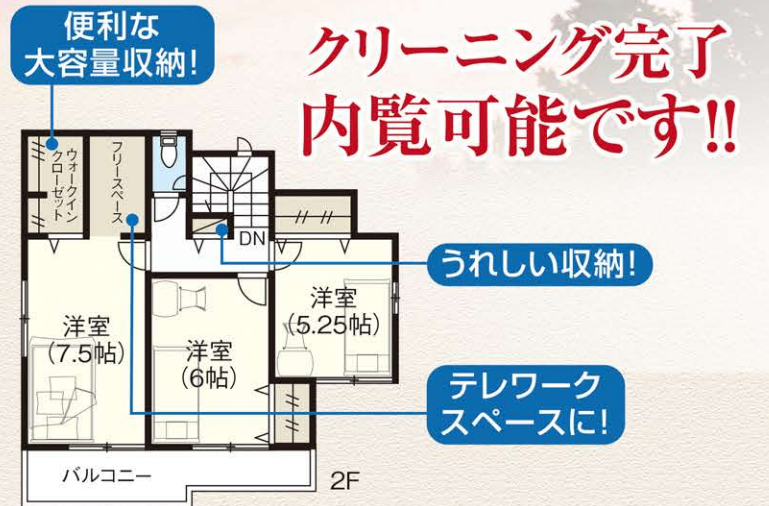 便利な
大容量収納!
クリーニング完了
内覧可能です!!
ウォークイン
クローゼット
フリースペース
DN
うれしい収納!
洋室
(7.5帖)
洋室
(6帖)
洋室
(5.25帖)
テレワーク
スペースに!
バルコニー
2F